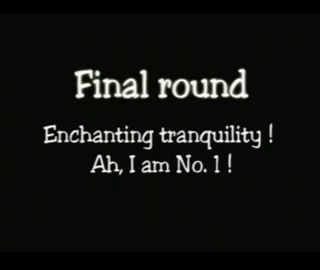 Final round
Enchanting tranquility !
Ah, I am No. 1 !